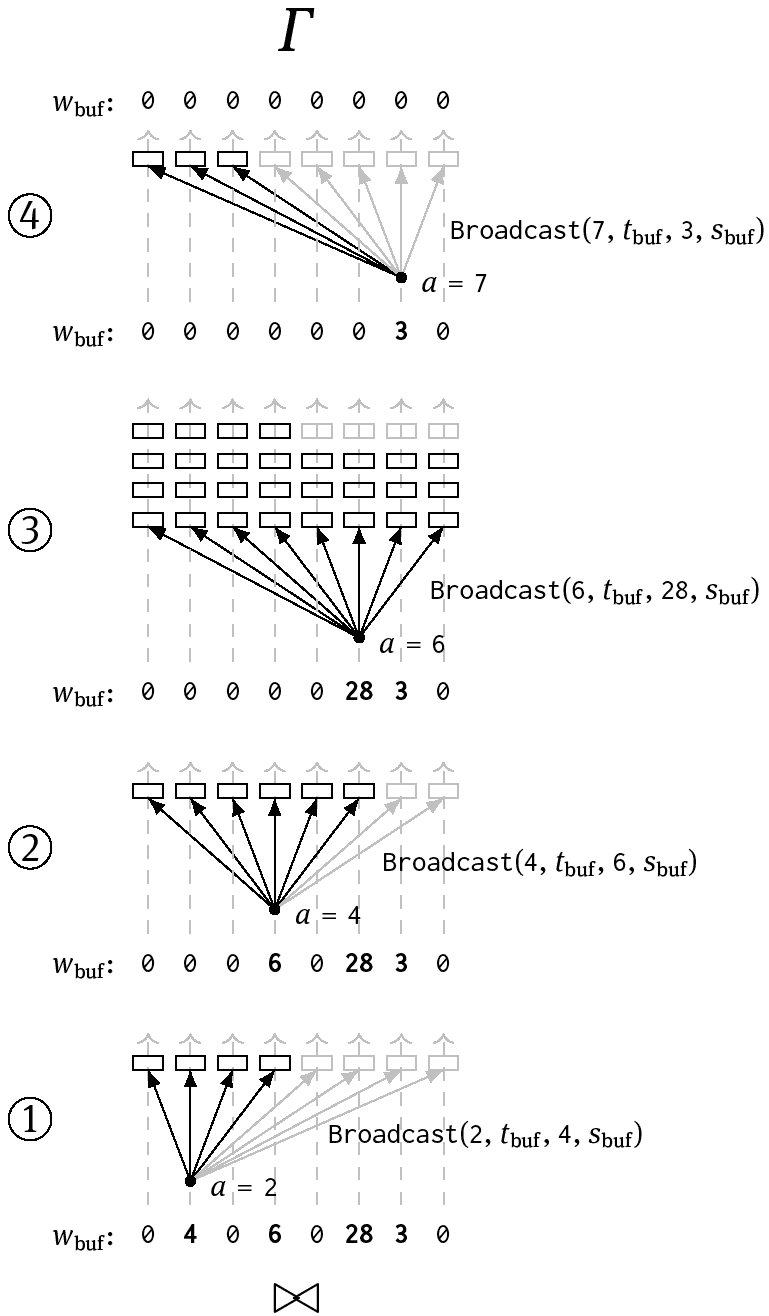 Γ
w_buf: 0 0 0 0 0 0 0 0
④
Broadcast(7, t_buf, 3, s_buf)
a = 7
w_buf: 0 0 0 0 0 0 3 0
③
Broadcast(6, t_buf, 28, s_buf)
a = 6
w_buf: 0 0 0 0 0 28 3 0
②
Broadcast(4, t_buf, 6, s_buf)
a = 4
w_buf: 0 0 0 6 0 28 3 0
①
Broadcast(2, t_buf, 4, s_buf)
a = 2
w_buf: 0 4 0 6 0 28 3 0
⋈